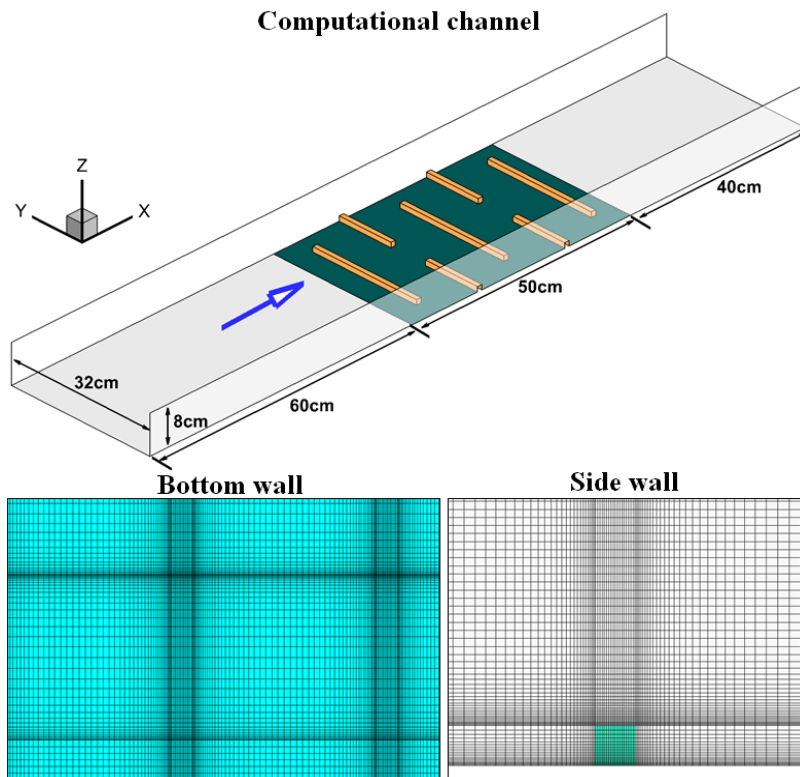 Computational channel
Z
Y
X
40cm
50cm
32cm
8cm
60cm
Bottom wall
Side wall